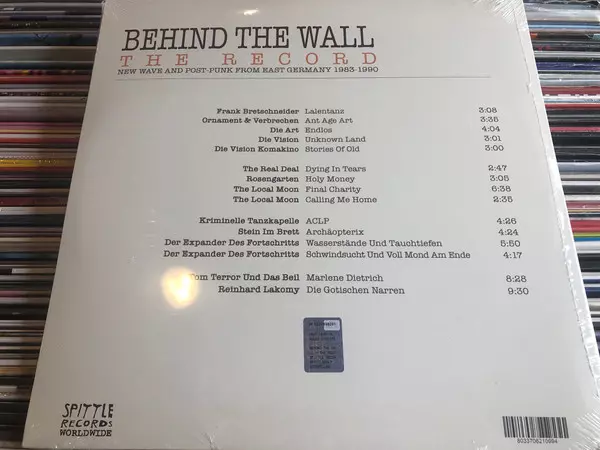 BEHIND THE WALL
THE RECORD
NEW WAVE AND POST-PUNK FROM EAST GERMANY 1983-1990
Frank Bretschneider Lalentanz 3:08
Ornament & Verbrechen Ant Age Art 3:38
Die Art Endlos 4:04
Die Vision Unknown Land 3:01
Die Vision Komakino Stories Of Old 3:00
The Real Deal Dying In Tears 2:47
Rosengarten Holy Money 3:05
The Local Moon Final Charity 6:38
The Local Moon Calling Me Home 2:35
Kriminelle Tanzkapelle ACLP 4:26
Stein Im Brett Archäopterix 4:24
Der Expander Des Fortschritts Wasserstände Und Tauchtiefen 5:50
Der Expander Des Fortschritts Schwindsucht Und Voll Mond Am Ende 4:17
Tom Terror Und Das Beil Marlene Dietrich 8:28
Reinhard Lakomy Die Gotischen Narren 9:30
SPITTLE
RECORDS
WORLDWIDE
8033706210994